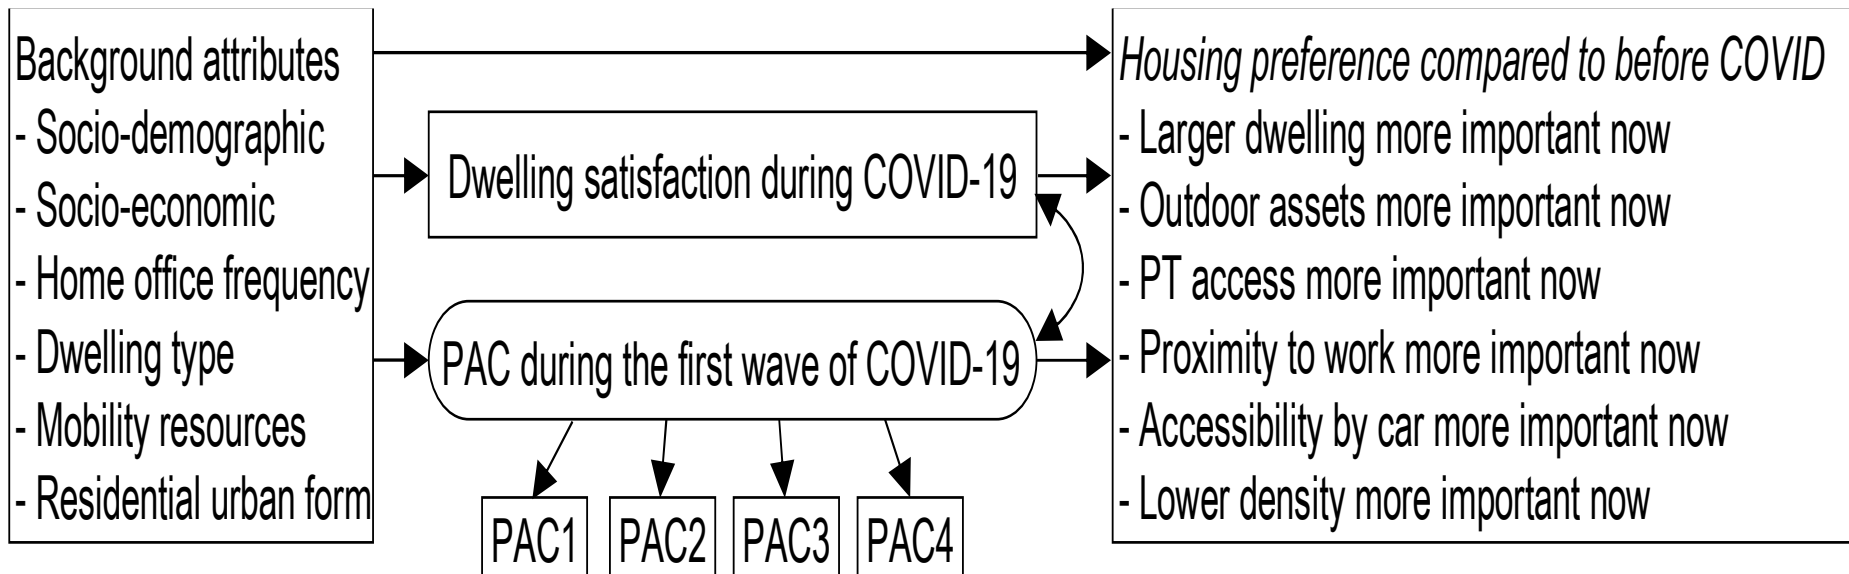 Background attributes
- Socio-demographic
- Socio-economic
- Home office frequency
- Dwelling type
- Mobility resources
- Residential urban form
Dwelling satisfaction during COVID-19
PAC during the first wave of COVID-19
PAC1
PAC2
PAC3
PAC4
Housing preference compared to before COVID
- Larger dwelling more important now
- Outdoor assets more important now
- PT access more important now
- Proximity to work more important now
- Accessibility by car more important now
- Lower density more important now